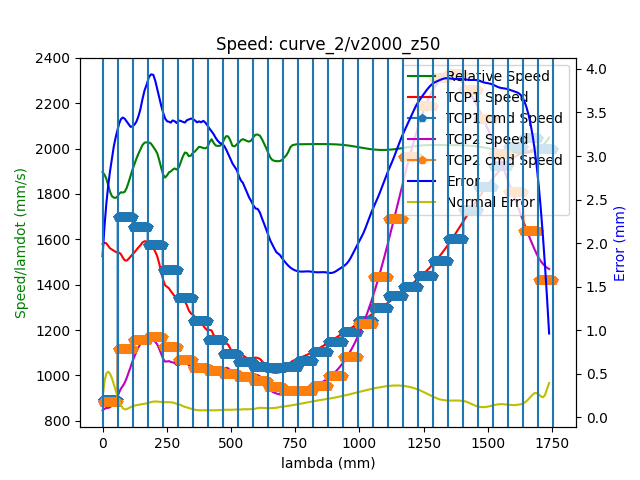 Speed: curve_2/v2000_z50
2400
2200
2000
1800
1600
1400
1200
1000
800
Speed/lamdot (mm/s)
Relative Speed
TCP1 Speed
TCP1 cmd Speed
TCP2 Speed
TCP2 cmd Speed
Error
Normal Error
4.0
3.5
3.0
2.5
2.0
1.5
1.0
0.5
0.0
Error (mm)
0 250 500 750 1000 1250 1500 1750
lambda (mm)